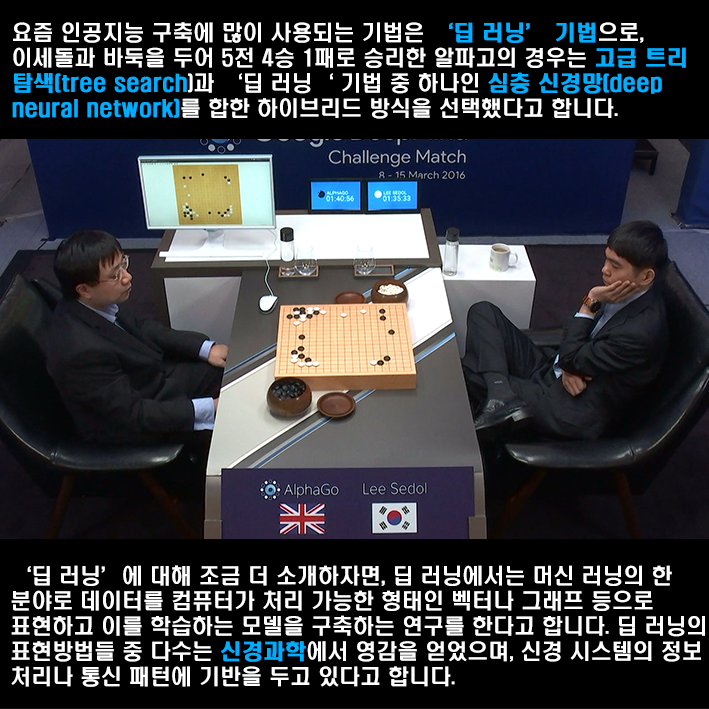 요즘 인공지능 구축에 많이 사용되는 기법은 ‘딥 러닝’ 기법으로,
이세돌과 바둑을 두어 5전 4승 1패로 승리한 알파고의 경우는 고급 트리
탐색(tree search)과 ‘딥 러닝 ‘ 기법 중 하나인 심층 신경망(deep
neural network)를 합한 하이브리드 방식을 선택했다고 합니다.
Challenge Match
8 - 15 March 2016
ALPHAGO
01:40:56
LEE SEDOL
01:35:33
AlphaGo
Lee Sedol
‘딥 러닝’에 대해 조금 더 소개하자면, 딥 러닝에서는 머신 러닝의 한
분야로 데이터를 컴퓨터가 처리 가능한 형태인 벡터나 그래프 등으로
표현하고 이를 학습하는 모델을 구축하는 연구를 한다고 합니다. 딥 러닝의
표현방법들 중 다수는 신경과학에서 영감을 얻었으며, 신경 시스템의 정보
처리나 통신 패턴에 기반을 두고 있다고 합니다.